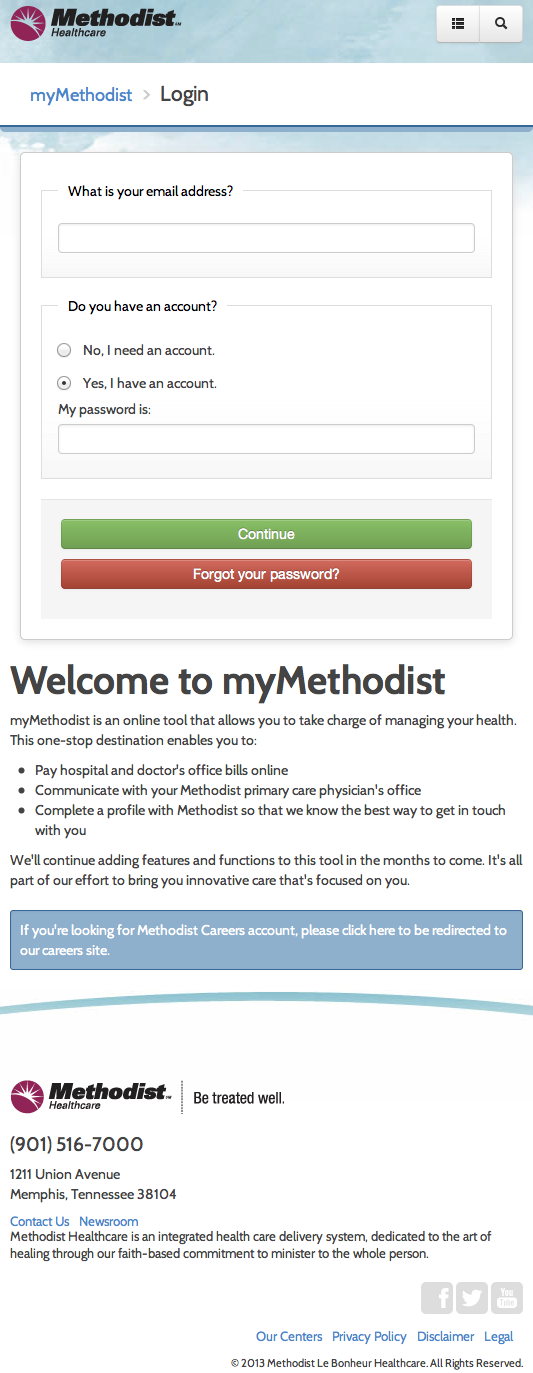 Methodist
Healthcare
myMethodist > Login
What is your email address?
Do you have an account?
No, I need an account.
Yes, I have an account.
My password is:
Continue
Forgot your password?
Welcome to myMethodist
myMethodist is an online tool that allows you to take charge of managing your health.
This one-stop destination enables you to:
• Pay hospital and doctor's office bills online
• Communicate with your Methodist primary care physician's office
• Complete a profile with Methodist so that we know the best way to get in touch
with you
We'll continue adding features and functions to this tool in the months to come. It's all
part of our effort to bring you innovative care that's focused on you.
If you're looking for Methodist Careers account, please click here to be redirected to
our careers site.
Methodist™
Healthcare
Be treated well.
(901) 516-7000
1211 Union Avenue
Memphis, Tennessee 38104
Contact Us Newsroom
Methodist Healthcare is an integrated health care delivery system, dedicated to the art of
healing through our faith-based commitment to minister to the whole person.
You Tube
Our Centers Privacy Policy Disclaimer Legal
© 2013 Methodist Le Bonheur Healthcare. All Rights Reserved.